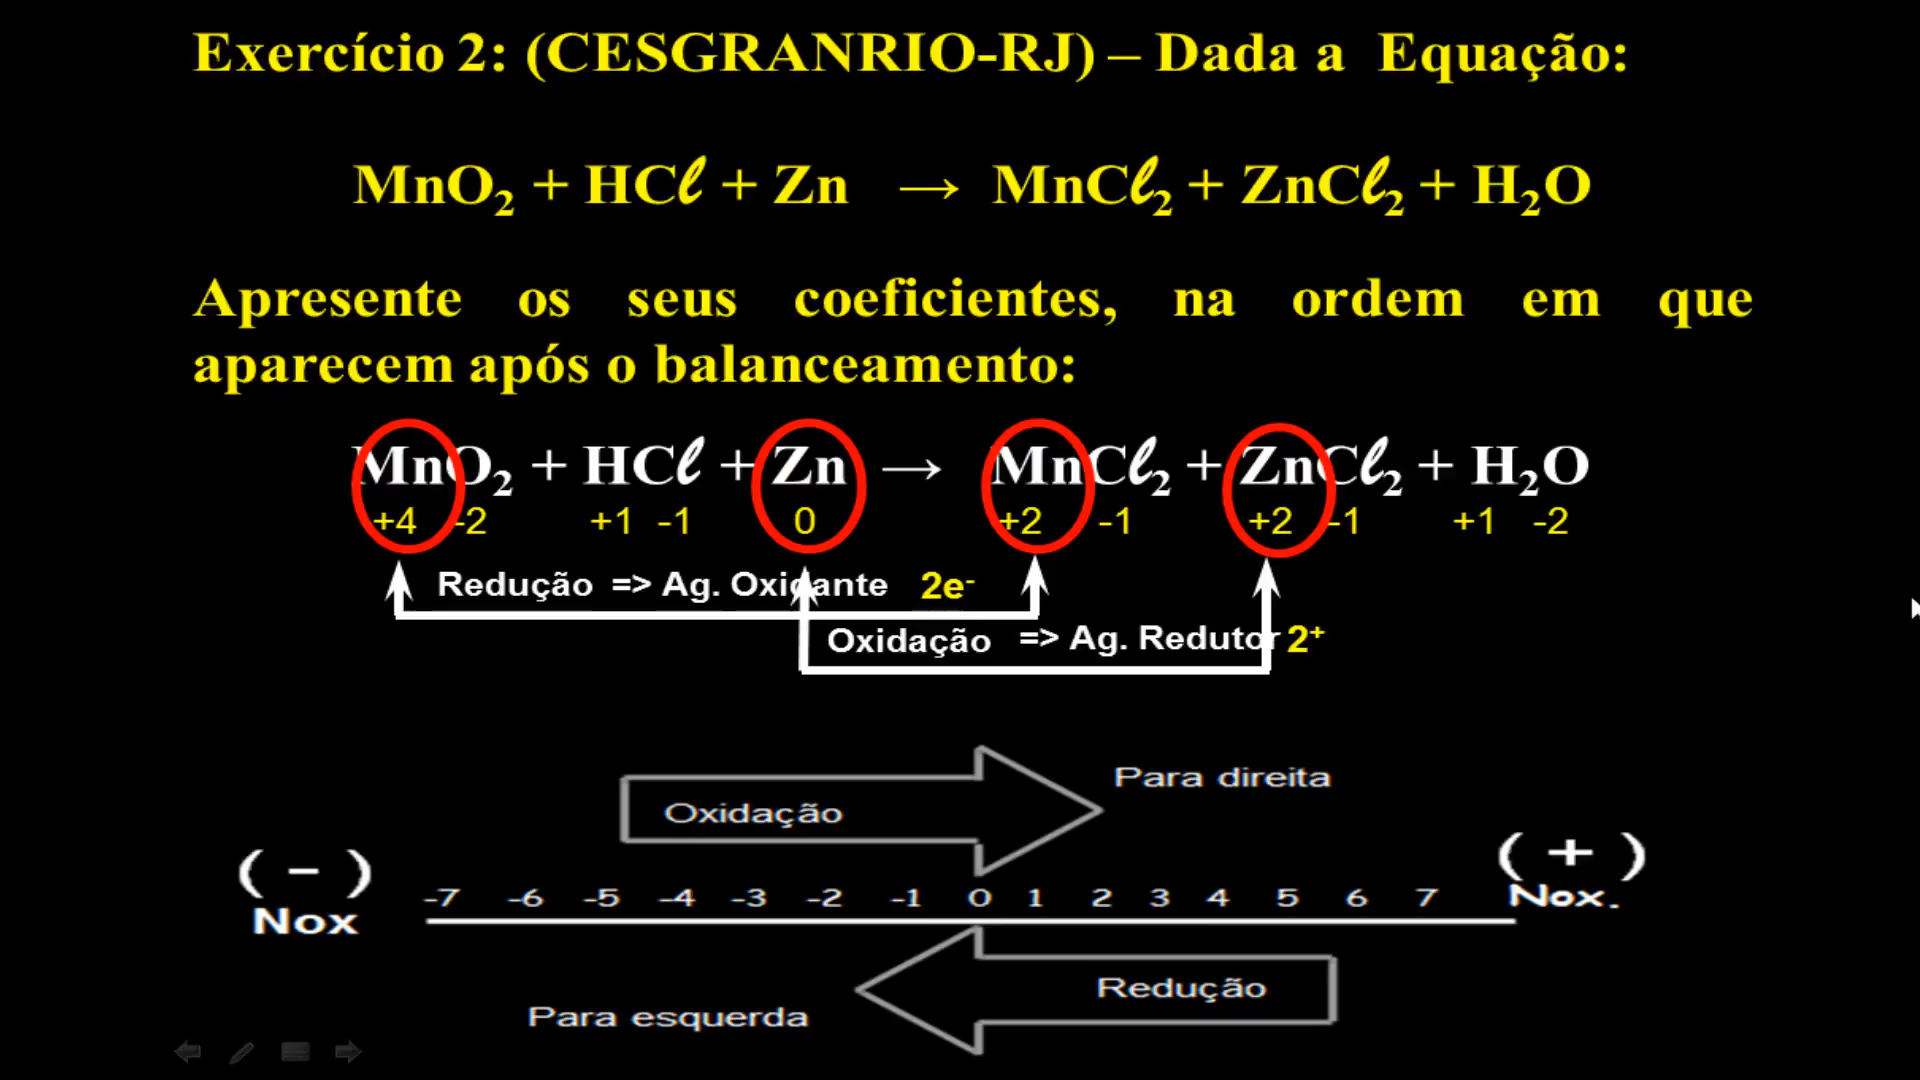 Exercício 2: (CESGRANRIO-RJ) – Dada a Equação:
MnO₂ + HCℓ + Zn → MnCℓ₂ + ZnCℓ₂ + H₂O
Apresente os seus coeficientes, na ordem em que
aparecem após o balanceamento:
MnO₂ + HCℓ + Zn → MnCℓ₂ + ZnCℓ₂ + H₂O
+4 -2 +1 -1 0 +2 -1 +2 -1 +1 -2
Redução => Ag. Oxidante 2e⁻
Oxidação => Ag. Redutor 2⁺
Para direita
Oxidação
( - ) ( + )
-7 -6 -5 -4 -3 -2 -1 0 1 2 3 4 5 6 7
Nox Nox.
Redução
Para esquerda